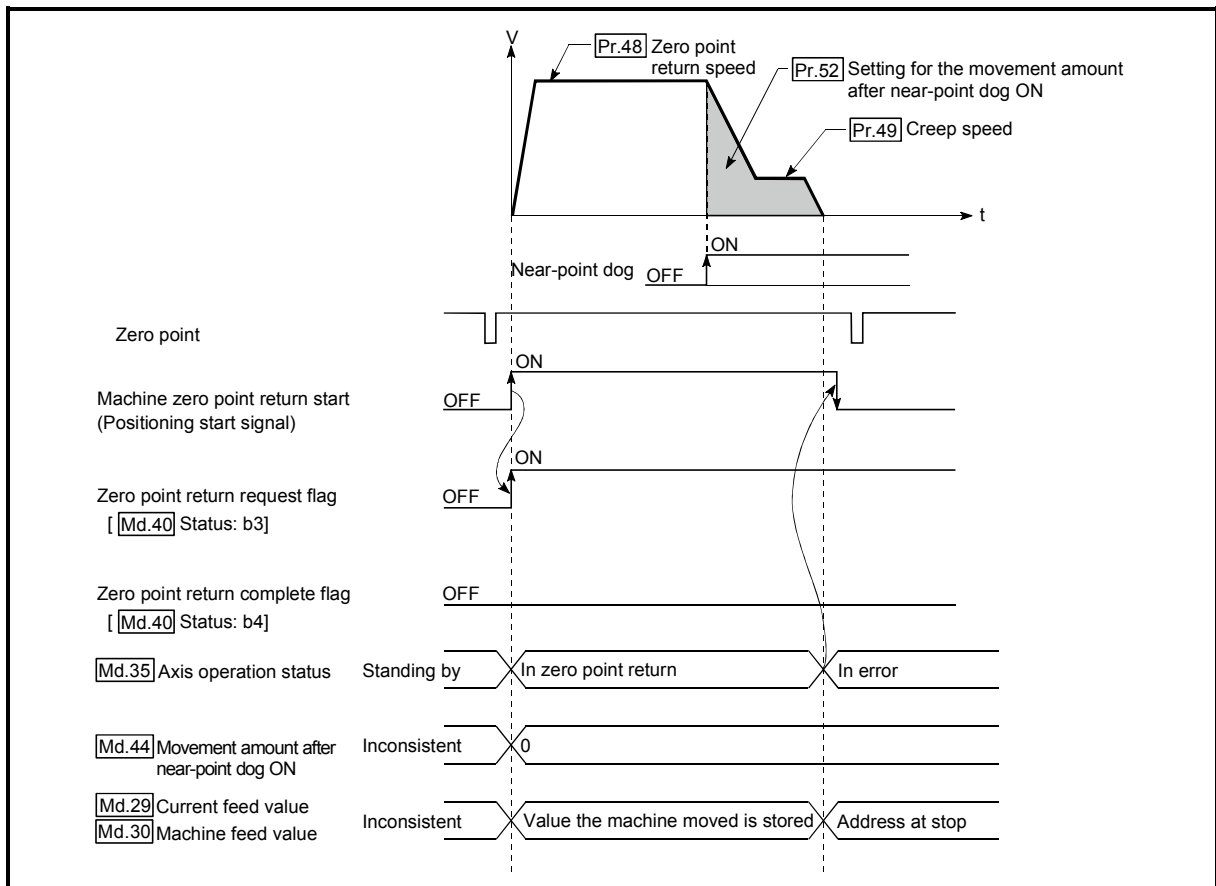 V
Pr.48 Zero point
return speed
Pr.52 Setting for the movement amount
after near-point dog ON
Pr.49 Creep speed
t
ON
Near-point dog OFF
Zero point
ON
Machine zero point return start OFF
(Positioning start signal)
ON
Zero point return request flag OFF
[ Md.40 Status: b3]
Zero point return complete flag OFF
[ Md.40 Status: b4]
Md.35 Axis operation status Standing by In zero point return In error
Md.44 Movement amount after Inconsistent 0
near-point dog ON
Md.29 Current feed value
Md.30 Machine feed value Inconsistent Value the machine moved is stored Address at stop